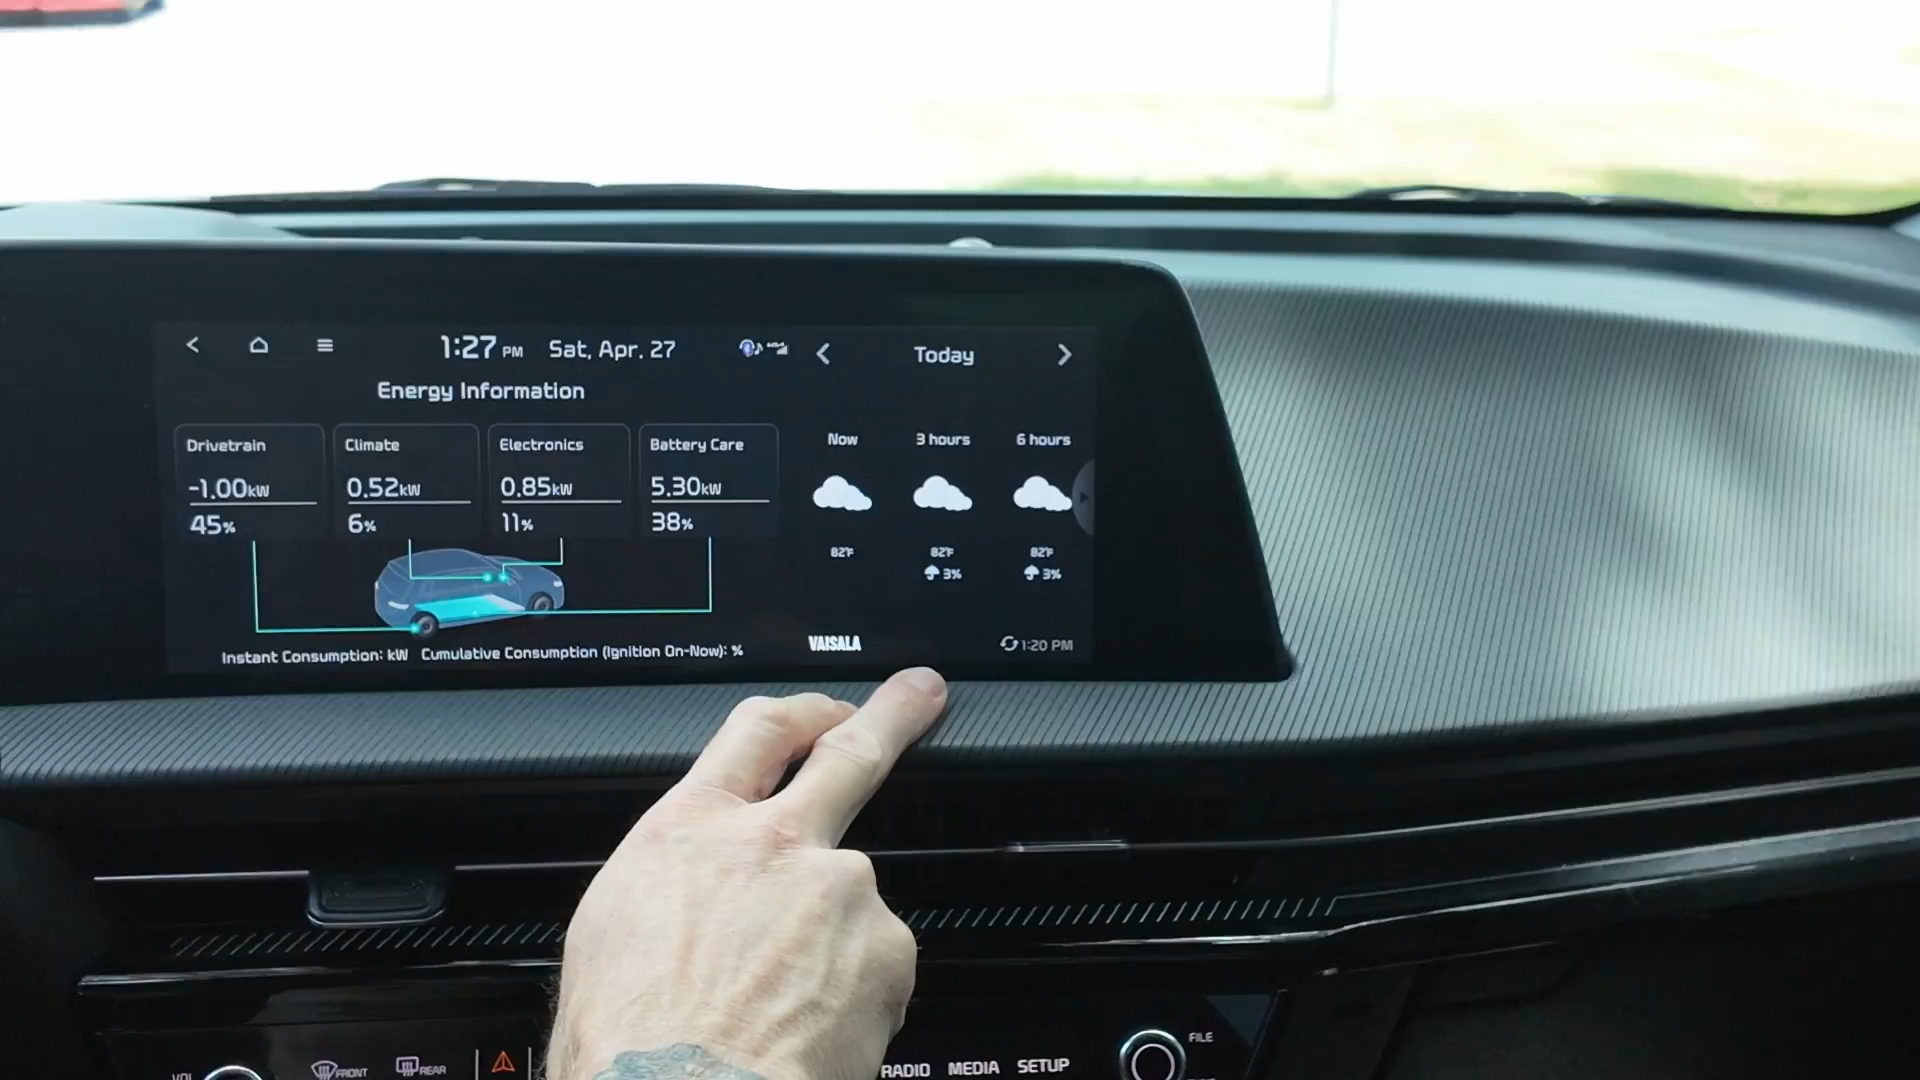 1:27 PM Sat, Apr. 27
Energy Information
Drivetrain
-1.00kW
45%
Climate
0.52kW
6%
Electronics
0.85kW
11%
Battery Care
5.30kW
38%
Instant Consumption: kW Cumulative Consumption (Ignition On-Now): %
Today
Now
3 hours
6 hours
82°F
82°F
82°F
3%
3%
VAISALA
1:20 PM
VOL
FRONT
REAR
RADIO
MEDIA
SETUP
FILE